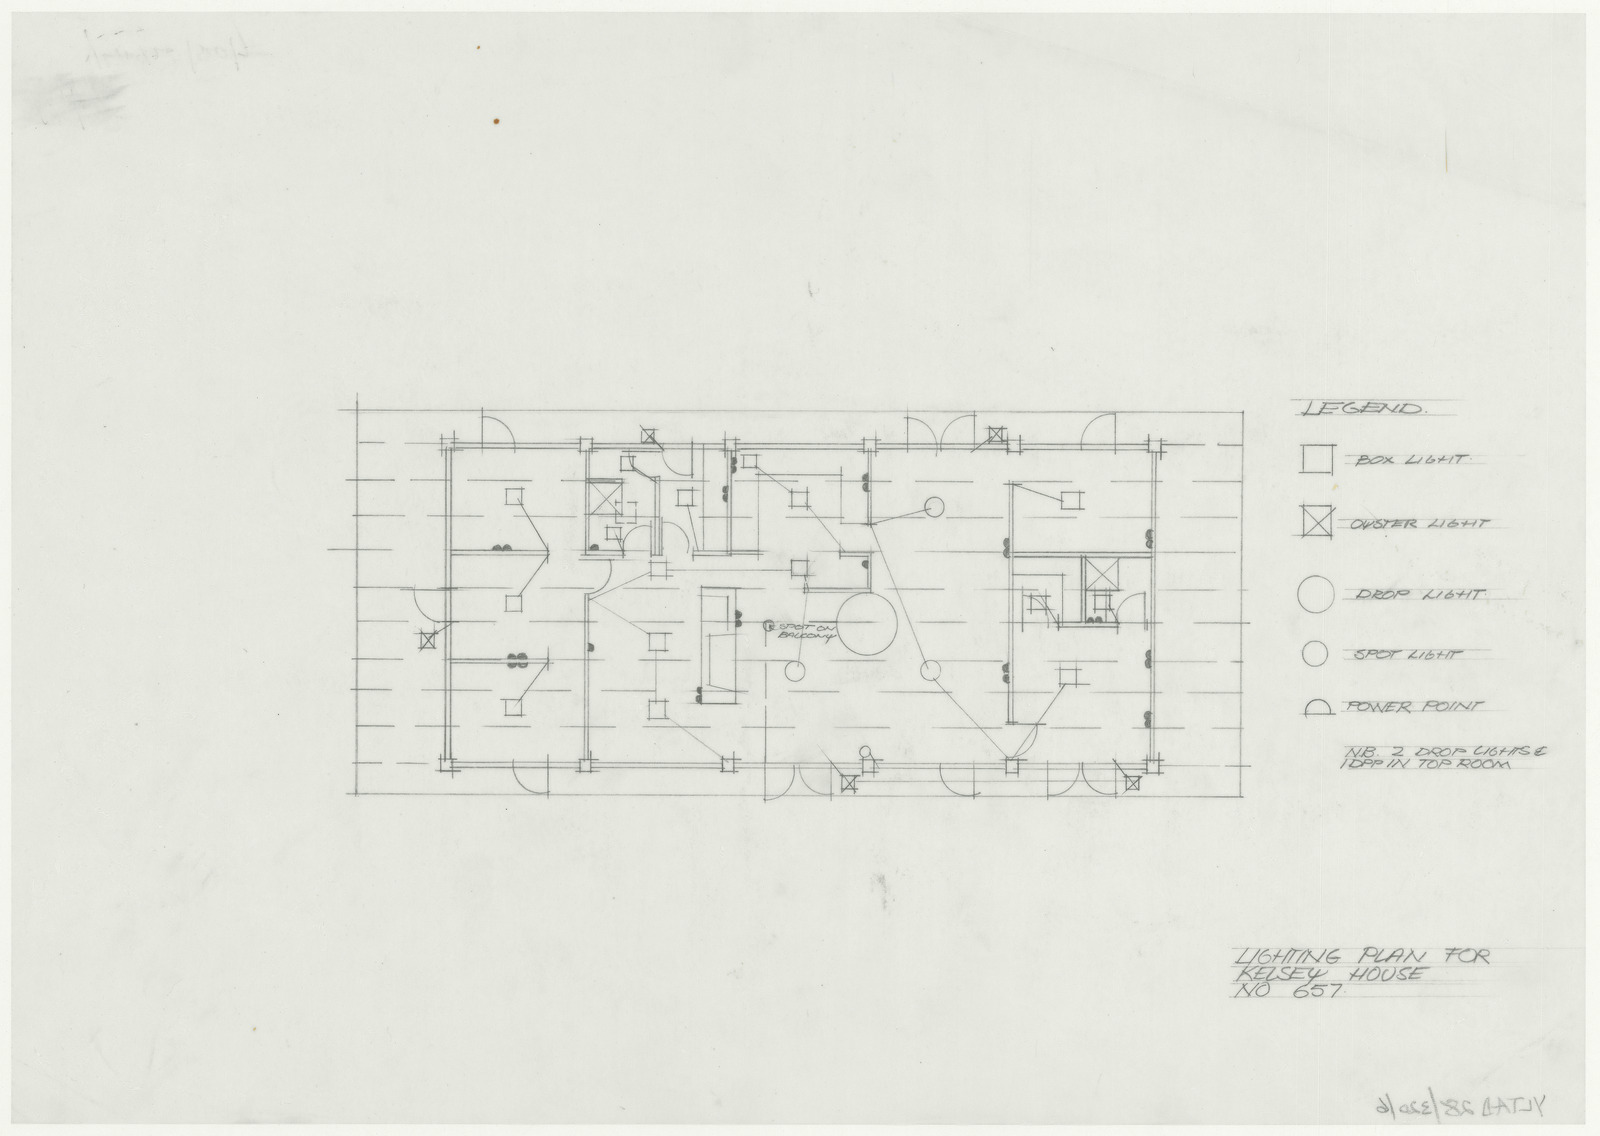 LEGEND.
BOX LIGHT.
OYSTER LIGHT
DROP LIGHT.
SPOT LIGHT
POWER POINT
N.B. 2 DROP LIGHTS &
1 DPP IN TOP ROOM
SPOT ON
BALCONY
LIGHTING PLAN FOR
KELSEY HOUSE
NO 657.
YLTAD 28/320/6